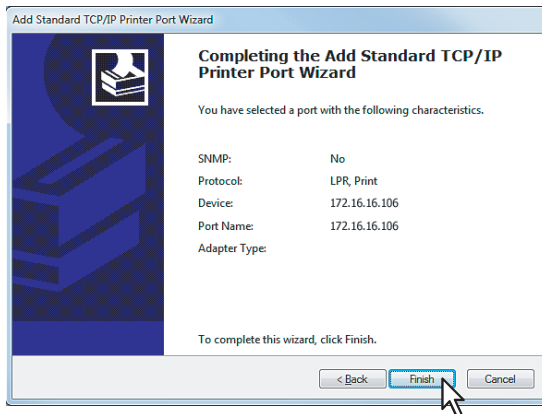 Add Standard TCP/IP Printer Port Wizard
Completing the Add Standard TCP/IP
Printer Port Wizard
You have selected a port with the following characteristics.
SNMP: No
Protocol: LPR, Print
Device: 172.16.16.106
Port Name: 172.16.16.106
Adapter Type:
To complete this wizard, click Finish.
< Back Finish Cancel